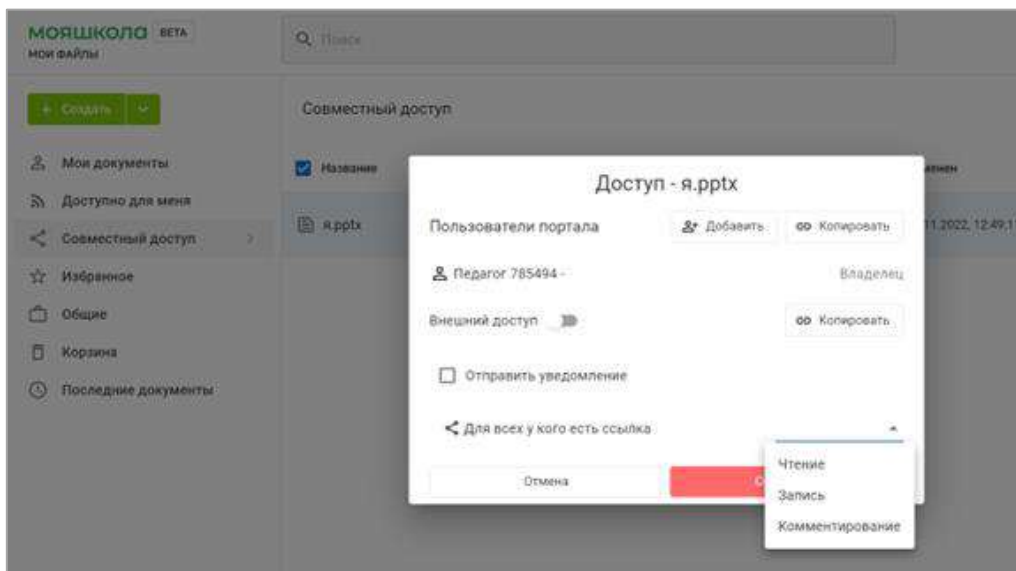 МОЯШКОЛА BETA
МОИ ФАЙЛЫ
Поиск
+ Создать
Совместный доступ
Мои документы
Доступно для меня
Совместный доступ
Избранное
Общие
Корзина
Последние документы
Название
я.pptx
11.2022, 12:49:1
Доступ - я.pptx
Пользователи портала
Добавить
Копировать
Педагог 785494 -
Владелец
Внешний доступ
Копировать
Отправить уведомление
Для всех у кого есть ссылка
Отмена
Чтение
Запись
Комментирование